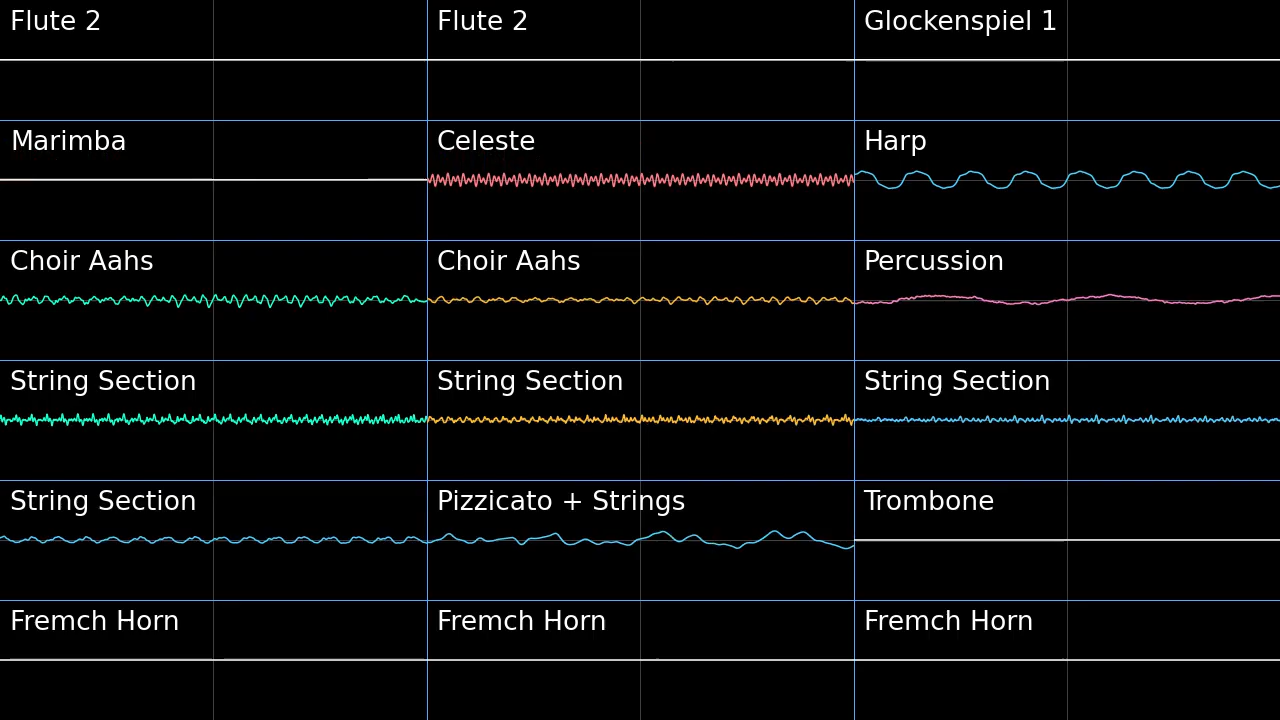 Flute 2
Flute 2
Glockenspiel 1
Marimba
Celeste
Harp
Choir Aahs
Choir Aahs
Percussion
String Section
String Section
String Section
String Section
Pizzicato + Strings
Trombone
Fremch Horn
Fremch Horn
Fremch Horn